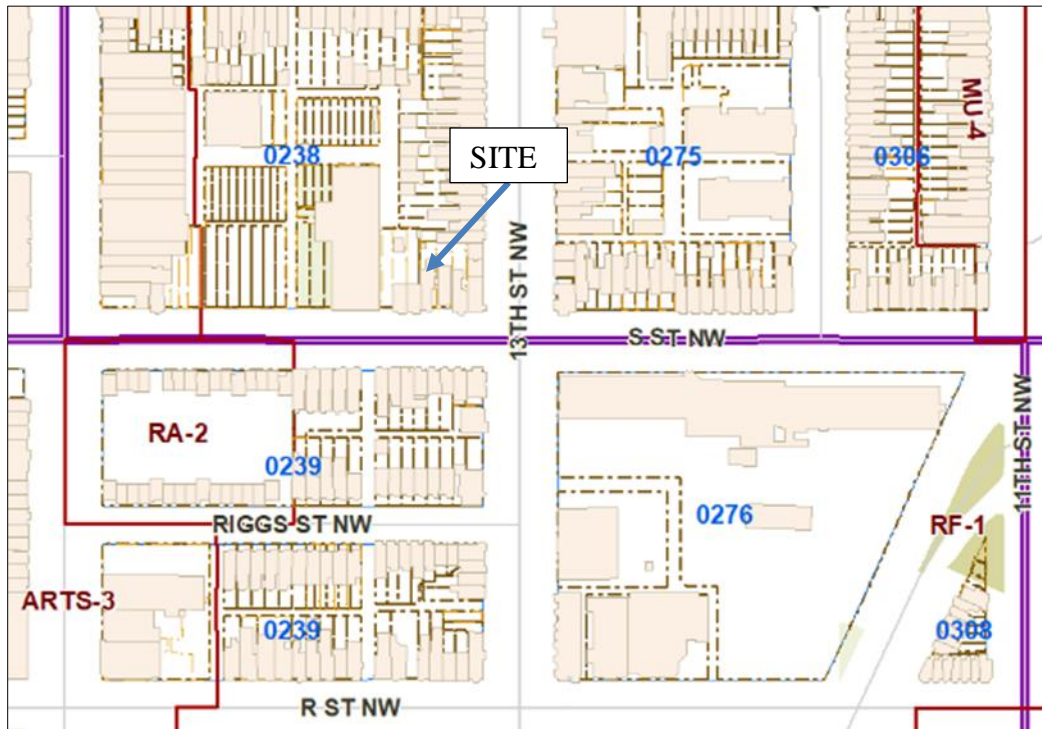 MU-4
SITE
0238
0275
0306
13TH ST NW
S ST NW
RA-2
0239
11TH ST NW
0276
RIGGS ST NW
RF-1
ARTS-3
0239
0308
R ST NW